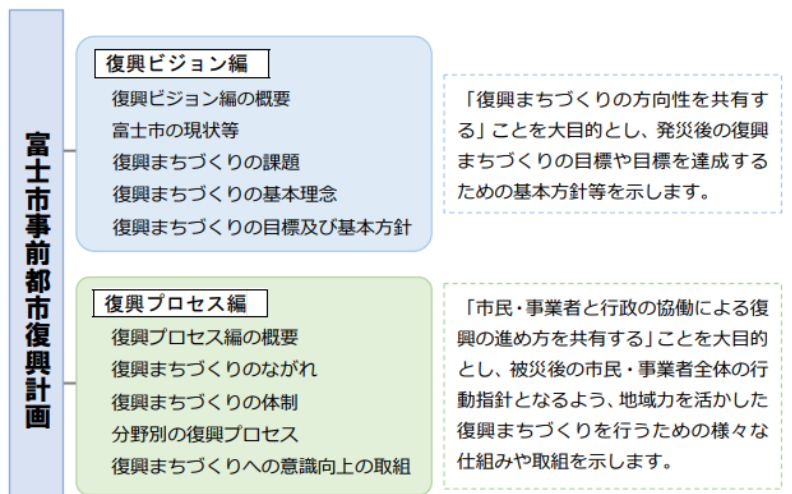 富士市事前都市復興計画
復興ビジョン編
復興ビジョン編の概要
富士市の現状等
復興まちづくりの課題
復興まちづくりの基本理念
復興まちづくりの目標及び基本方針
「復興まちづくりの方向性を共有す
る」ことを大目的とし、発災後の復興
まちづくりの目標や目標を達成する
ための基本方針等を示します。
復興プロセス編
復興プロセス編の概要
復興まちづくりのながれ
復興まちづくりの体制
分野別の復興プロセス
復興まちづくりへの意識向上の取組
「市民・事業者と行政の協働による復
興の進め方を共有する」ことを大目的
とし、被災後の市民・事業者全体の行
動指針となるよう、地域力を活かした
復興まちづくりを行うための様々な
仕組みや取組を示します。